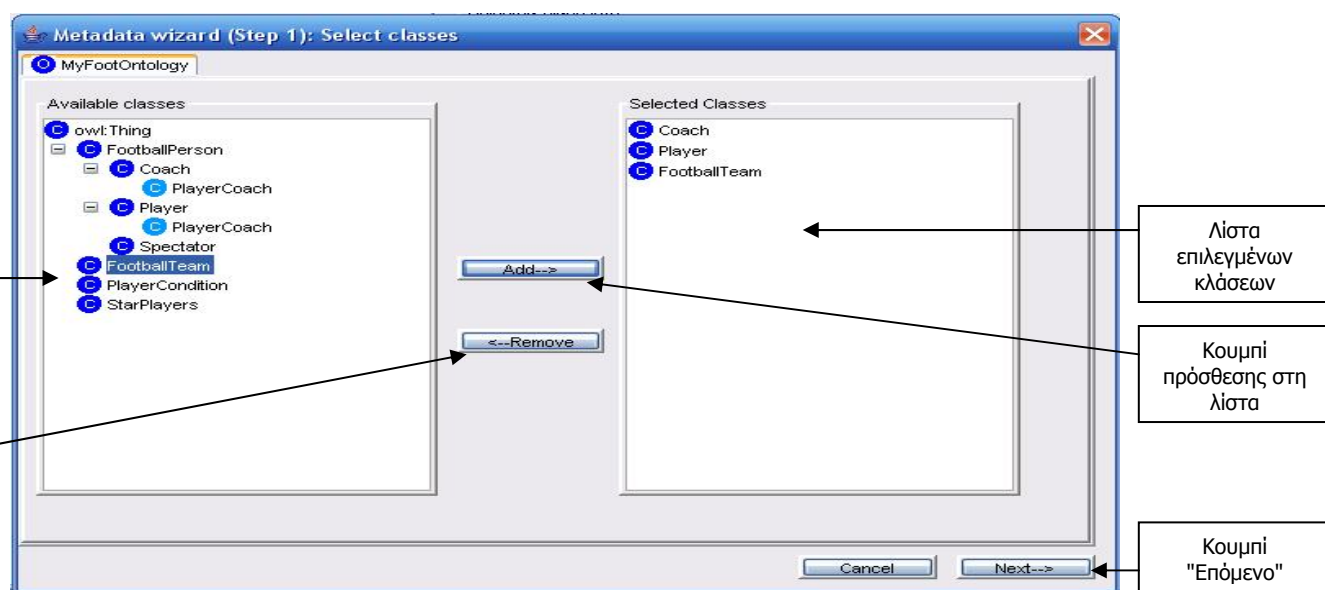 Metadata wizard (Step 1): Select classes
MyFootOntology
Available classes
owl:Thing
FootballPerson
Coach
PlayerCoach
Player
PlayerCoach
Spectator
FootballTeam
PlayerCondition
StarPlayers
Add-->
<--Remove
Selected Classes
Coach
Player
FootballTeam
Cancel
Next-->
Λίστα
επιλεγμένων
κλάσεων
Κουμπί
πρόσθεσης στη
λίστα
Κουμπί
"Επόμενο"